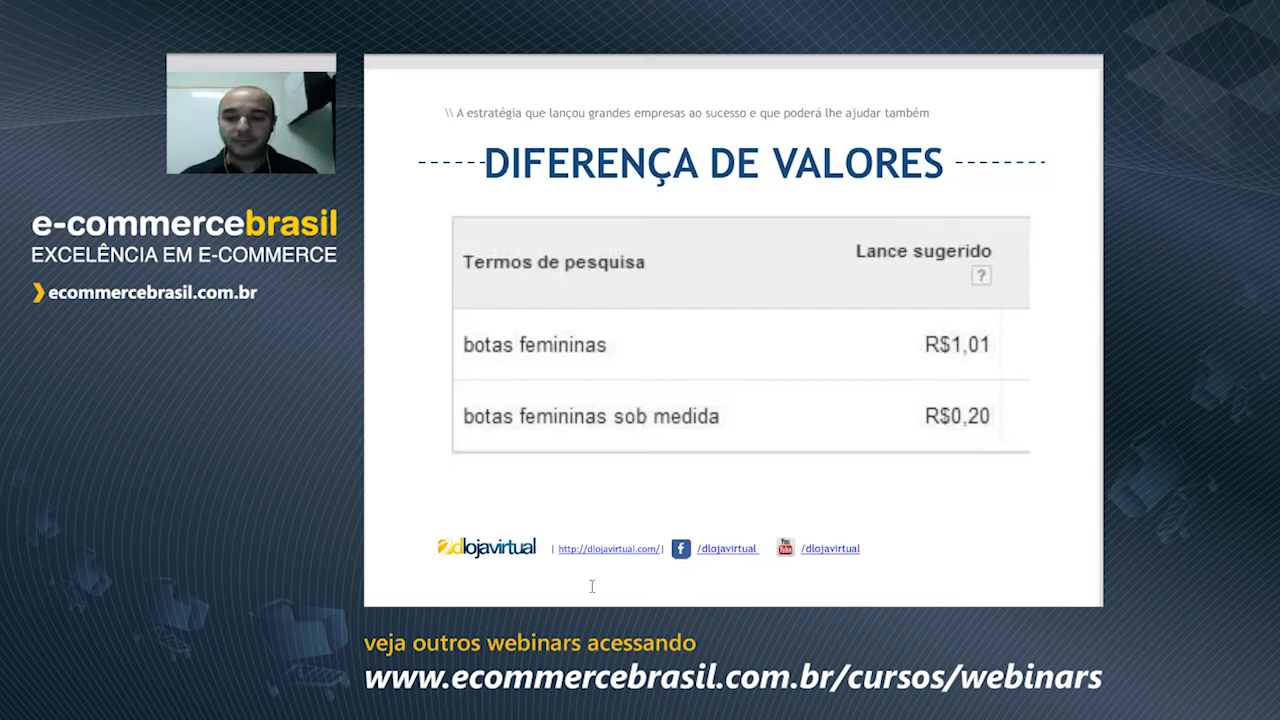 e-commercebrasil
EXCELÊNCIA EM E-COMMERCE
ecommercebrasil.com.br
\\ A estratégia que lançou grandes empresas ao sucesso e que poderá lhe ajudar também
DIFERENÇA DE VALORES
Termos de pesquisa Lance sugerido
?
botas femininas R$1,01
botas femininas sob medida R$0,20
dlojavirtual | http://dlojavirtual.com/ | f /dlojavirtual You Tube /dlojavirtual
veja outros webinars acessando
www.ecommercebrasil.com.br/cursos/webinars